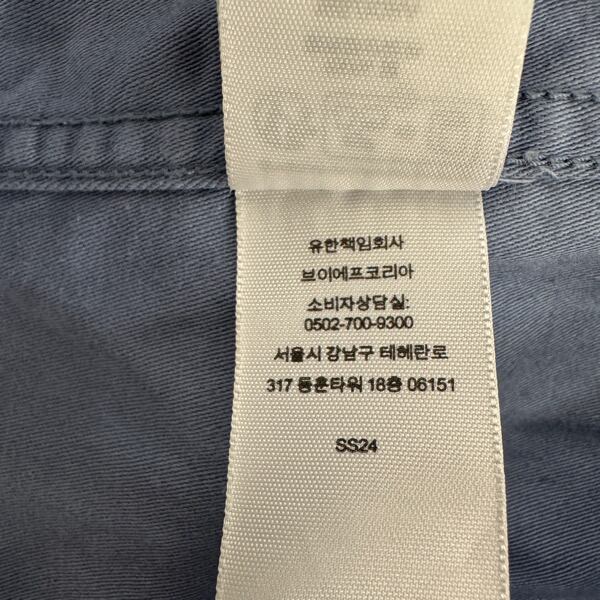 유한책임회사
브이에프코리아
소비자상담실:
0502-700-9300
서울시 강남구 테헤란로
317 동훈타워 18층 06151
SS24